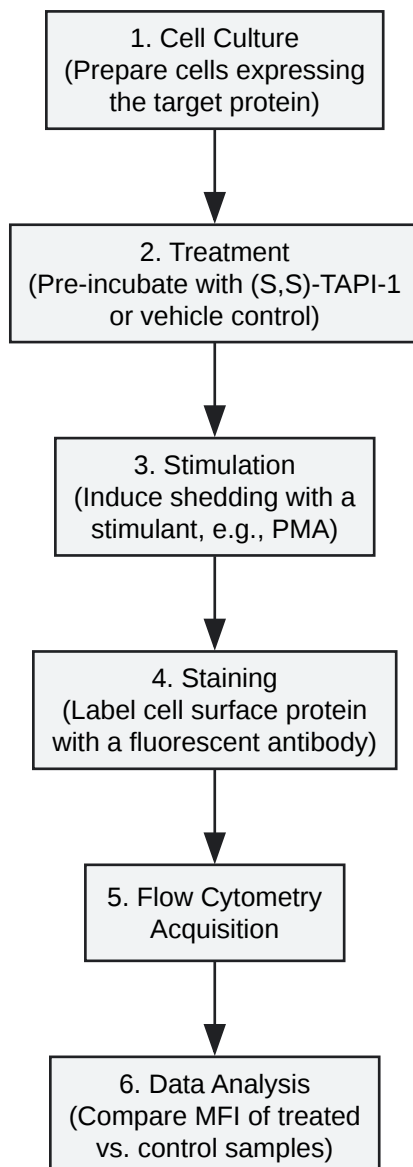 1. Cell Culture
(Prepare cells expressing
the target protein)
2. Treatment
(Pre-incubate with (S,S)-TAPI-1
or vehicle control)
3. Stimulation
(Induce shedding with a
stimulant, e.g., PMA)
4. Staining
(Label cell surface protein
with a fluorescent antibody)
5. Flow Cytometry
Acquisition
6. Data Analysis
(Compare MFI of treated
vs. control samples)